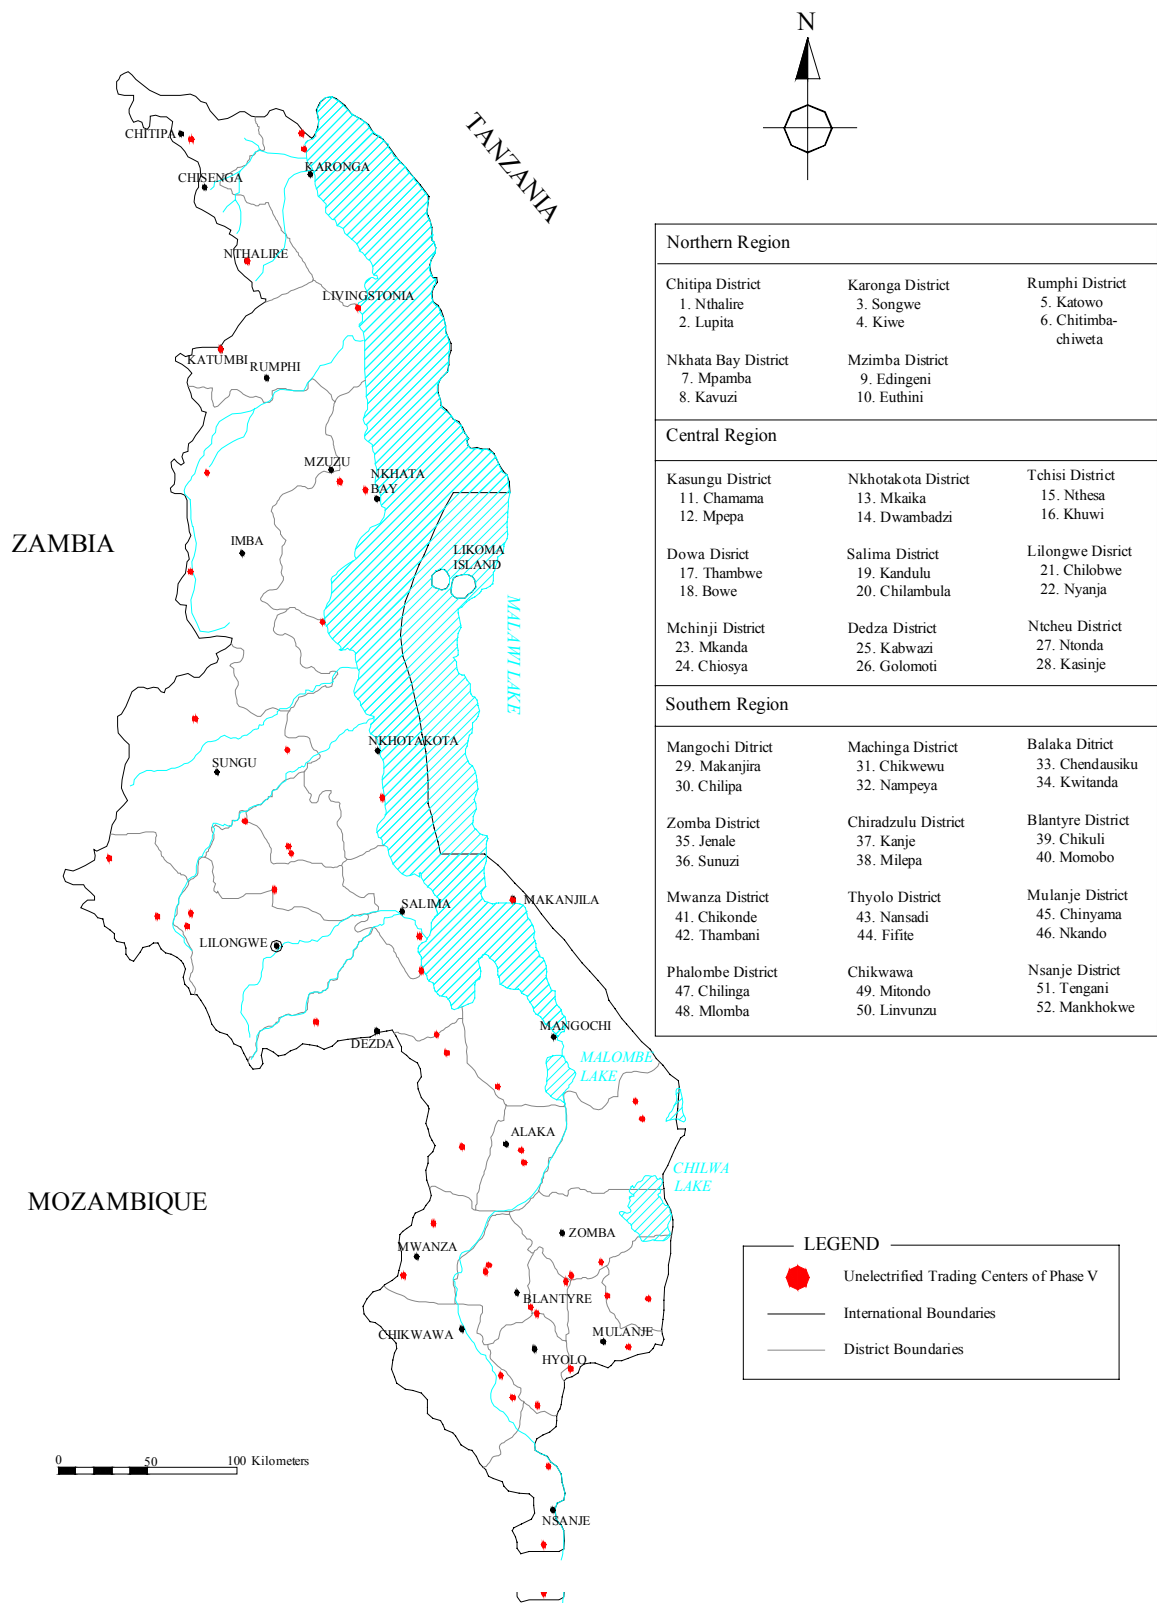 N
TANZANIA
CHITIPA
KARONGA
CHISENGA
NTHALIRE
LIVINGSTONIA
KATUMBI
RUMPHI
MZUZU
NKHATA
BAY
ZAMBIA
IMBA
LIKOMA
ISLAND
MALAWI LAKE
NKHOTAKOTA
SUNGU
SALIMA
MAKANJILA
LILONGWE
DEZDA
MANGOCHI
MALOMBE
LAKE
ALAKA
CHILWA
LAKE
MOZAMBIQUE
ZOMBA
MWANZA
BLANTYRE
CHIKWAWA
MULANJE
HYOLO
NSANJE
0 50 100 Kilometers
Northern Region
Chitipa District
1. Nthalire
2. Lupita
Karonga District
3. Songwe
4. Kiwe
Rumphi District
5. Katowo
6. Chitimba-
chiweta
Nkhata Bay District
7. Mpamba
8. Kavuzi
Mzimba District
9. Edingeni
10. Euthini
Central Region
Kasungu District
11. Chamama
12. Mpepa
Nkhotakota District
13. Mkaika
14. Dwambadzi
Tchisi District
15. Nthesa
16. Khuwi
Dowa Disrict
17. Thambwe
18. Bowe
Salima District
19. Kandulu
20. Chilambula
Lilongwe Disrict
21. Chilobwe
22. Nyanja
Mchinji District
23. Mkanda
24. Chiosya
Dedza District
25. Kabwazi
26. Golomoti
Ntcheu District
27. Ntonda
28. Kasinje
Southern Region
Mangochi Ditrict
29. Makanjira
30. Chilipa
Machinga District
31. Chikwewu
32. Nampeya
Balaka Ditrict
33. Chendausiku
34. Kwitanda
Zomba District
35. Jenale
36. Sunuzi
Chiradzulu District
37. Kanje
38. Milepa
Blantyre District
39. Chikuli
40. Momobo
Mwanza District
41. Chikonde
42. Thambani
Thyolo District
43. Nansadi
44. Fifite
Mulanje District
45. Chinyama
46. Nkando
Phalombe District
47. Chilinga
48. Mlomba
Chikwawa
49. Mitondo
50. Linvunzu
Nsanje District
51. Tengani
52. Mankhokwe
LEGEND
Unelectrified Trading Centers of Phase V
International Boundaries
District Boundaries